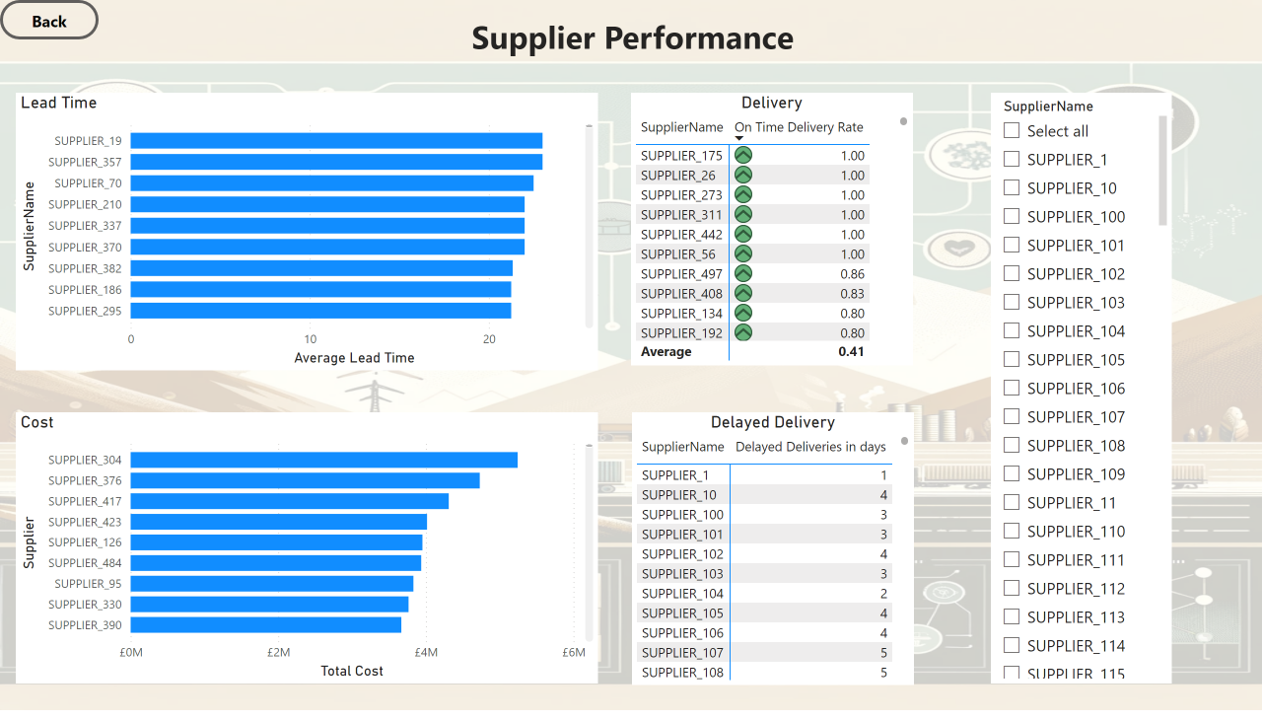 Back
Supplier Performance
Lead Time
SupplierName
SUPPLIER_19
SUPPLIER_357
SUPPLIER_70
SUPPLIER_210
SUPPLIER_337
SUPPLIER_370
SUPPLIER_382
SUPPLIER_186
SUPPLIER_295
0 10 20
Average Lead Time
Delivery
SupplierName On Time Delivery Rate
SUPPLIER_175 1.00
SUPPLIER_26 1.00
SUPPLIER_273 1.00
SUPPLIER_311 1.00
SUPPLIER_442 1.00
SUPPLIER_56 1.00
SUPPLIER_497 0.86
SUPPLIER_408 0.83
SUPPLIER_134 0.80
SUPPLIER_192 0.80
Average 0.41
Cost
Supplier
SUPPLIER_304
SUPPLIER_376
SUPPLIER_417
SUPPLIER_423
SUPPLIER_126
SUPPLIER_484
SUPPLIER_95
SUPPLIER_330
SUPPLIER_390
£0M £2M £4M £6M
Total Cost
Delayed Delivery
SupplierName Delayed Deliveries in days
SUPPLIER_1 1
SUPPLIER_10 4
SUPPLIER_100 3
SUPPLIER_101 3
SUPPLIER_102 4
SUPPLIER_103 3
SUPPLIER_104 2
SUPPLIER_105 4
SUPPLIER_106 4
SUPPLIER_107 5
SUPPLIER_108 5
SupplierName
Select all
SUPPLIER_1
SUPPLIER_10
SUPPLIER_100
SUPPLIER_101
SUPPLIER_102
SUPPLIER_103
SUPPLIER_104
SUPPLIER_105
SUPPLIER_106
SUPPLIER_107
SUPPLIER_108
SUPPLIER_109
SUPPLIER_11
SUPPLIER_110
SUPPLIER_111
SUPPLIER_112
SUPPLIER_113
SUPPLIER_114
SUPPLIER_115